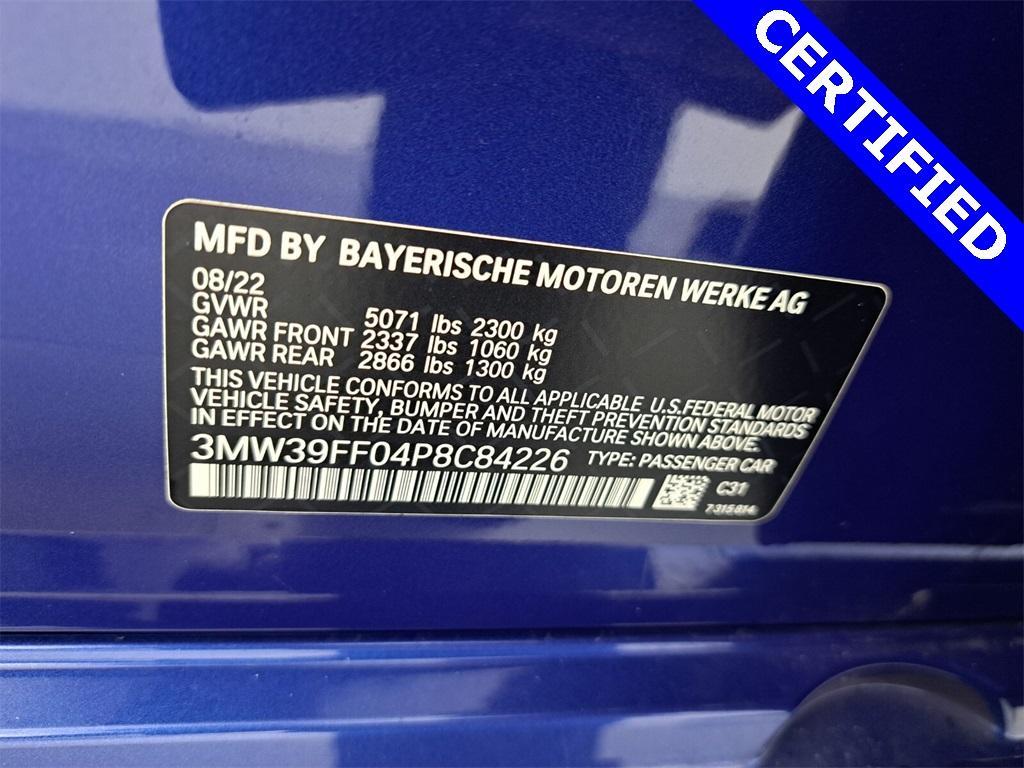 CERTIFIED
MFD BY BAYERISCHE MOTOREN WERKE AG
08/22
GVWR 5071 lbs 2300 kg
GAWR FRONT 2337 lbs 1060 kg
GAWR REAR 2866 lbs 1300 kg
THIS VEHICLE CONFORMS TO ALL APPLICABLE U.S.FEDERAL MOTOR
VEHICLE SAFETY, BUMPER AND THEFT PREVENTION STANDARDS
IN EFFECT ON THE DATE OF MANUFACTURE SHOWN ABOVE.
3MW39FF04P8C84226 TYPE: PASSENGER CAR
C31
7315814